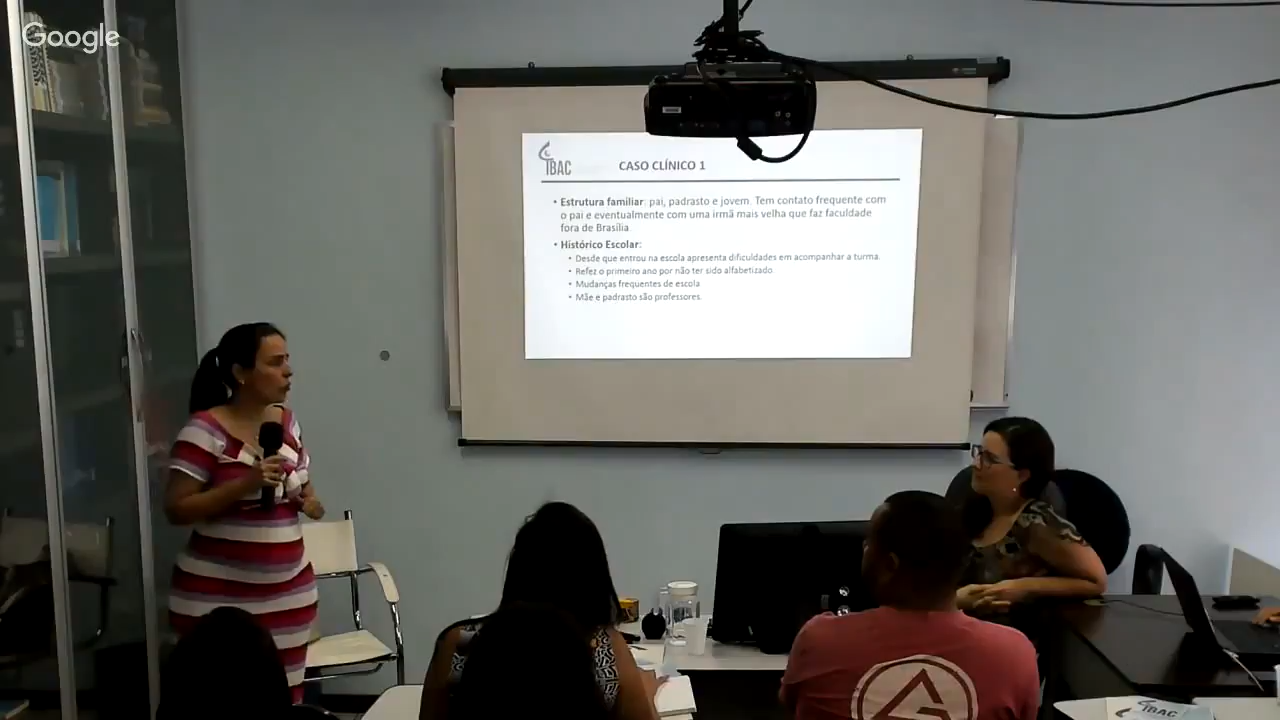 Google
IBAC
CASO CLÍNICO 1
• Estrutura familiar: pai, padrasto e jovem. Tem contato frequente com
o pai e eventualmente com uma irmã mais velha que faz faculdade
fora de Brasília.
• Histórico Escolar:
• Desde que entrou na escola apresenta dificuldades em acompanhar a turma.
• Refez o primeiro ano por não ter sido alfabetizado.
• Mudanças frequentes de escola
• Mãe e padrasto são professores.
IBAC